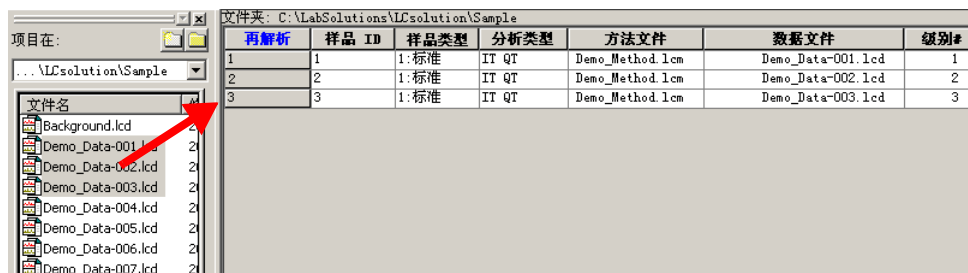 项目在:
...\LCsolution\Sample
文件名
Background.lcd
Demo_Data-001.lcd
Demo_Data-002.lcd
Demo_Data-003.lcd
Demo_Data-004.lcd
Demo_Data-005.lcd
Demo_Data-006.lcd
Demo_Data-007.lcd
文件夹: C:\LabSolutions\LCsolution\Sample
再解析 样品 ID 样品类型 分析类型 方法文件 数据文件 级别#
1 1 1:标准 IT QT Demo_Method.lcm Demo_Data-001.lcd 1
2 2 1:标准 IT QT Demo_Method.lcm Demo_Data-002.lcd 2
3 3 1:标准 IT QT Demo_Method.lcm Demo_Data-003.lcd 3